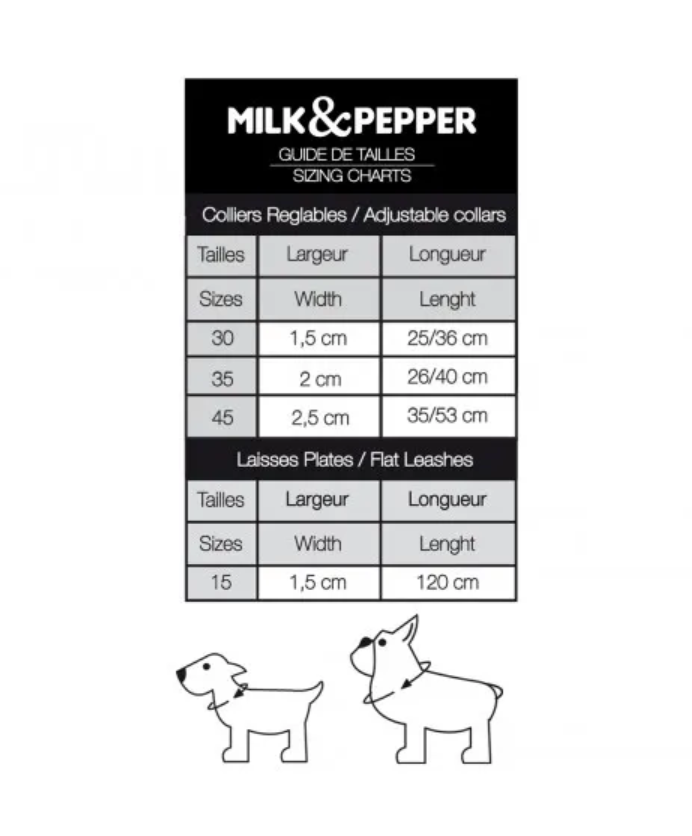 MILK&PEPPER
GUIDE DE TAILLES
SIZING CHARTS
Colliers Reglables / Adjustable collars
Tailles Largeur Longueur
Sizes Width Lenght
30 1,5 cm 25/36 cm
35 2 cm 26/40 cm
45 2,5 cm 35/53 cm
Laisses Plates / Flat Leashes
Tailles Largeur Longueur
Sizes Width Lenght
15 1,5 cm 120 cm